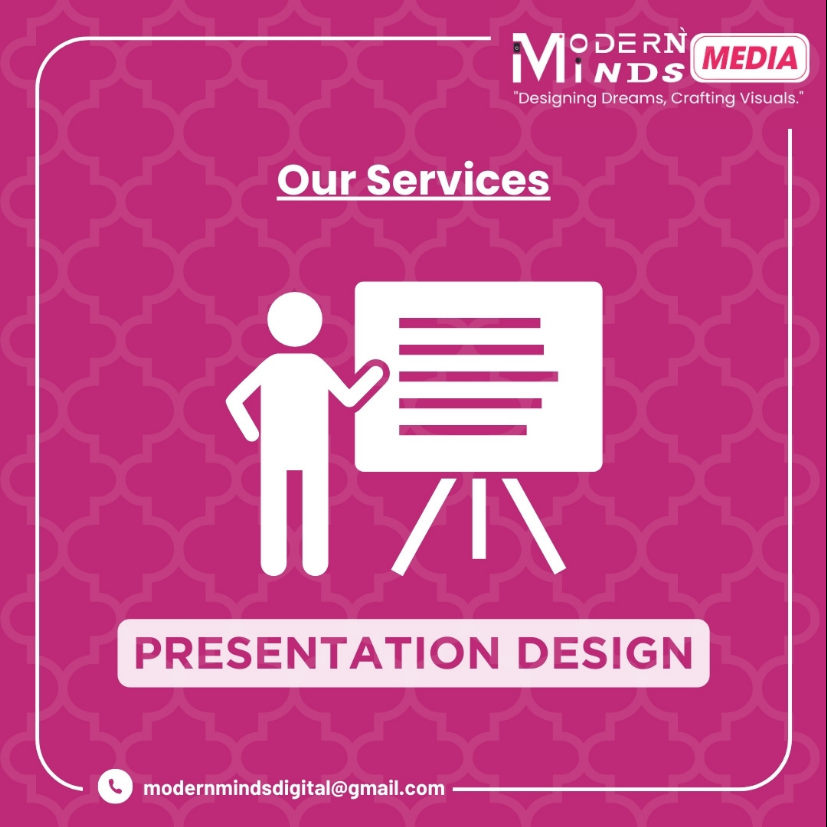 MODERN
MINDS MEDIA
"Designing Dreams, Crafting Visuals."
Our Services
PRESENTATION DESIGN
modernmindsdigital@gmail.com